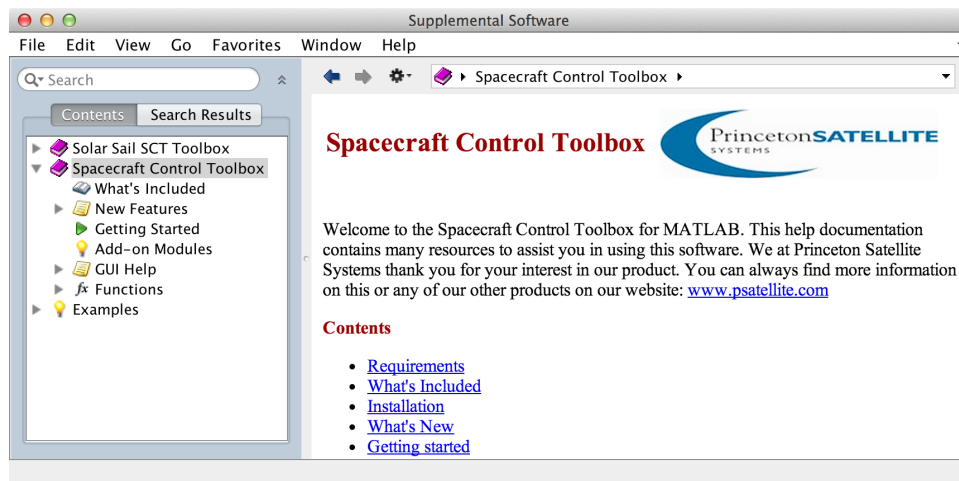 Supplemental Software
File Edit View Go Favorites Window Help
Search
Spacecraft Control Toolbox
Contents Search Results
Solar Sail SCT Toolbox
Spacecraft Control Toolbox
What's Included
New Features
Getting Started
Add-on Modules
GUI Help
fx Functions
Examples
Spacecraft Control Toolbox
PrincetonSATELLITE
SYSTEMS
Welcome to the Spacecraft Control Toolbox for MATLAB. This help documentation
contains many resources to assist you in using this software. We at Princeton Satellite
Systems thank you for your interest in our product. You can always find more information
on this or any of our other products on our website: www.psatellite.com
Contents
• Requirements
• What's Included
• Installation
• What's New
• Getting started